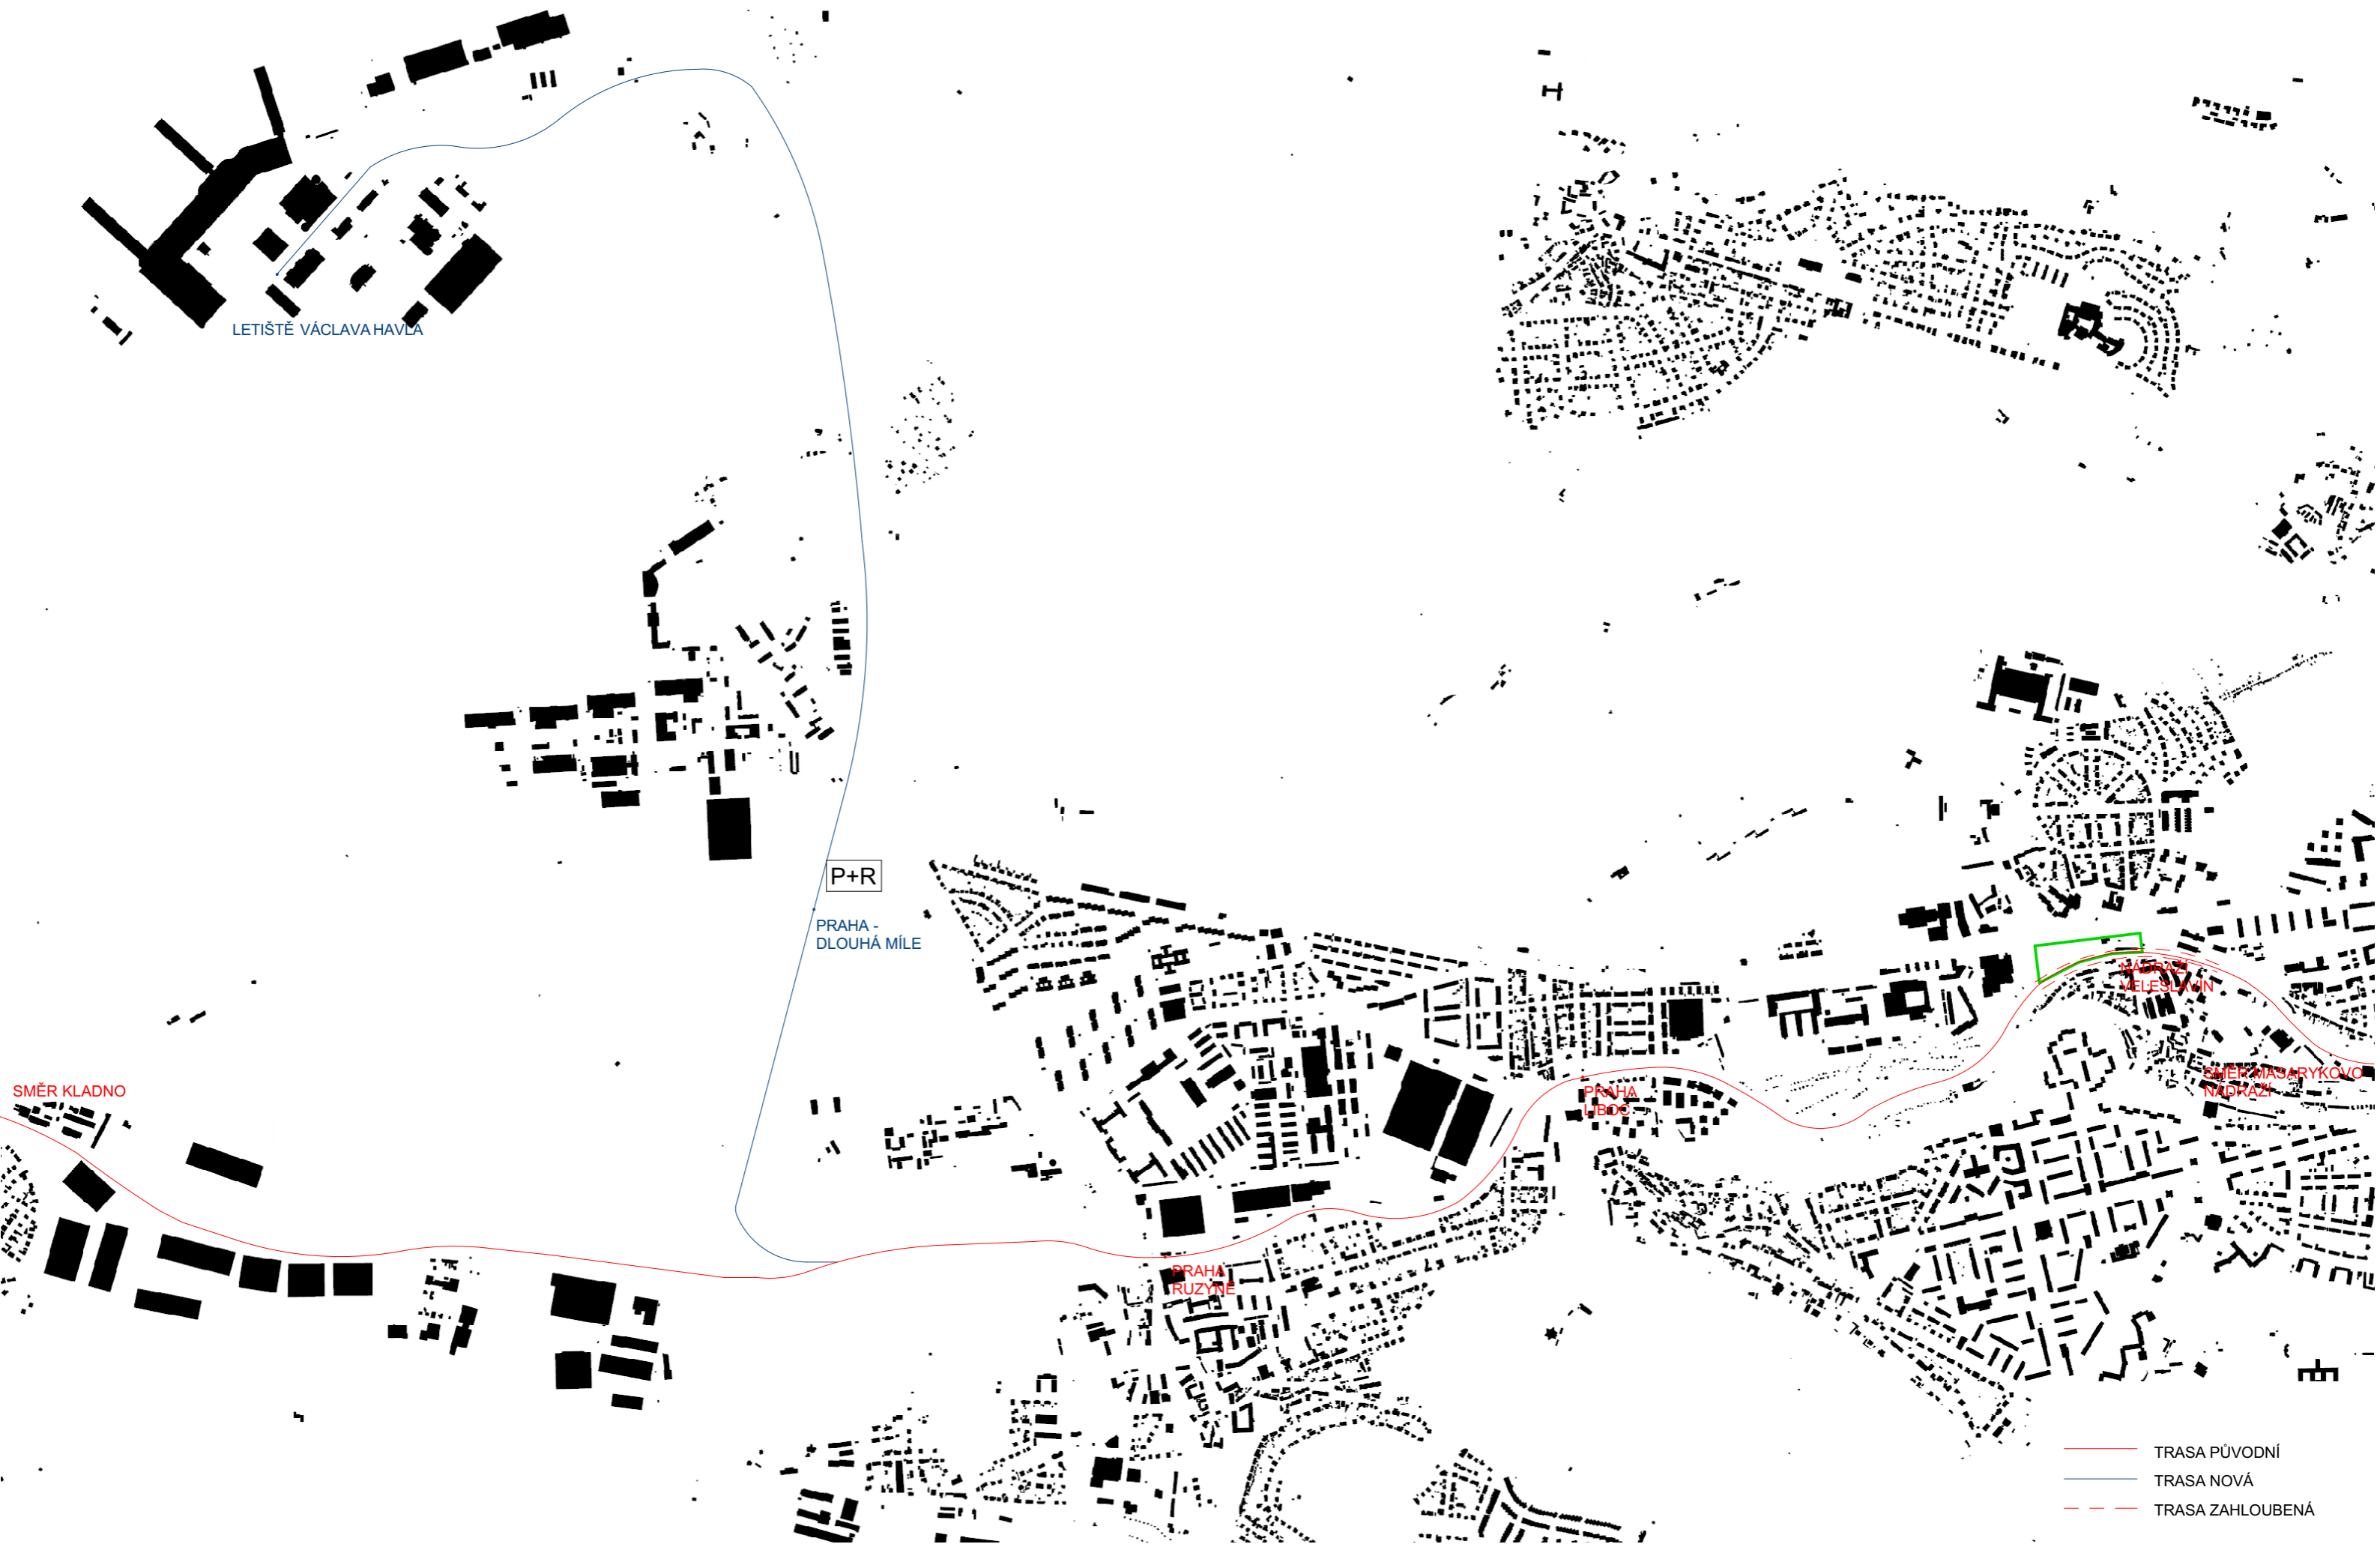 LETIŠTĚ VÁCLAVA HAVLA
P+R
PRAHA -
DLOUHÁ MÍLE
NÁDRAŽÍ
VELESLAVÍN
SMĚR KLADNO
PRAHA
LIBOC
SMĚR MASARYKOVO
NÁDRAŽÍ
PRAHA
RUZYNĚ
TRASA PŮVODNÍ
TRASA NOVÁ
TRASA ZAHLOUBENÁ